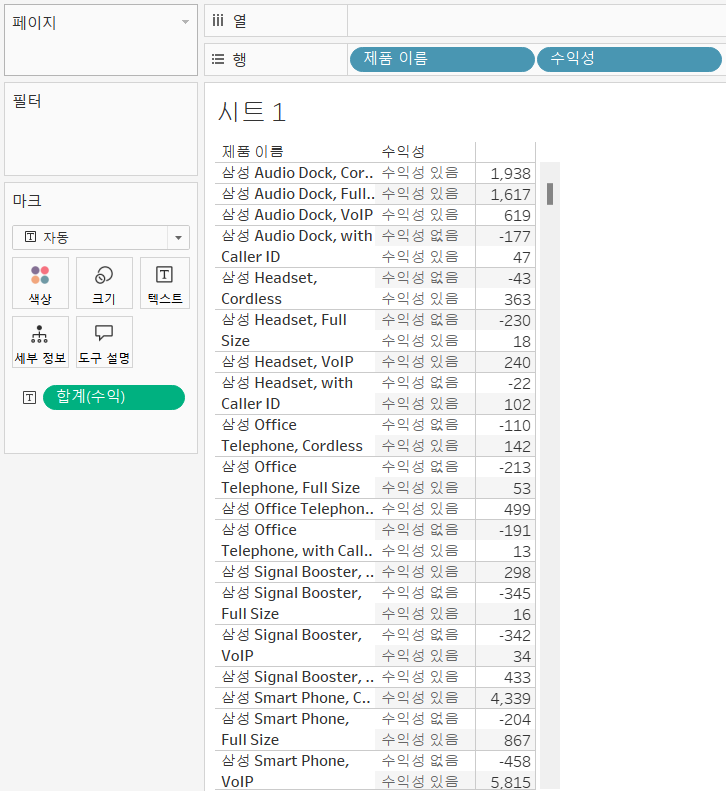 페이지
열
행
제품 이름
수익성
필터
마크
자동
색상
크기
텍스트
세부 정보
도구 설명
합계(수익)
시트 1
제품 이름 수익성
삼성 Audio Dock, Cor.. 수익성 있음 1,938
삼성 Audio Dock, Full.. 수익성 있음 1,617
삼성 Audio Dock, VoIP 수익성 있음 619
삼성 Audio Dock, with 수익성 없음 -177
Caller ID 수익성 있음 47
삼성 Headset, 수익성 없음 -43
Cordless 수익성 있음 363
삼성 Headset, Full 수익성 없음 -230
Size 수익성 있음 18
삼성 Headset, VoIP 수익성 있음 240
삼성 Headset, with 수익성 없음 -22
Caller ID 수익성 있음 102
삼성 Office 수익성 없음 -110
Telephone, Cordless 수익성 있음 142
삼성 Office 수익성 없음 -213
Telephone, Full Size 수익성 있음 53
삼성 Office Telephon.. 수익성 있음 499
삼성 Office 수익성 없음 -191
Telephone, with Call.. 수익성 있음 13
삼성 Signal Booster, .. 수익성 있음 298
삼성 Signal Booster, 수익성 없음 -345
Full Size 수익성 있음 16
삼성 Signal Booster, 수익성 없음 -342
VoIP 수익성 있음 34
삼성 Signal Booster, .. 수익성 있음 433
삼성 Smart Phone, C.. 수익성 있음 4,339
삼성 Smart Phone, 수익성 없음 -204
Full Size 수익성 있음 867
삼성 Smart Phone, 수익성 없음 -458
VoIP 수익성 있음 5,815